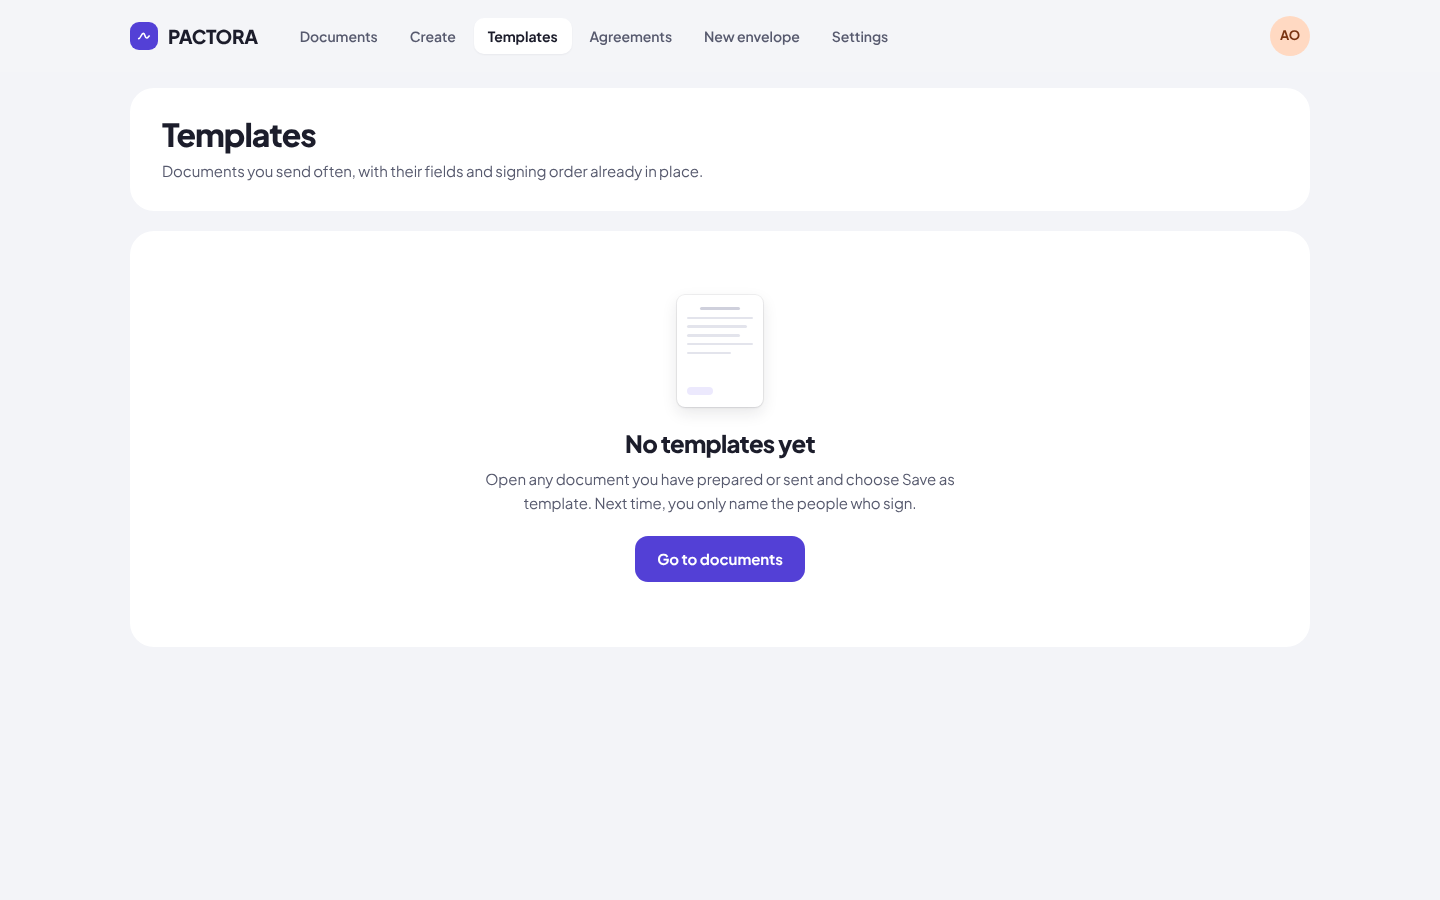 PACTORA
Documents
Create
Templates
Agreements
New envelope
Settings
AO
Templates
Documents you send often, with their fields and signing order already in place.
No templates yet
Open any document you have prepared or sent and choose Save as
template. Next time, you only name the people who sign.
Go to documents